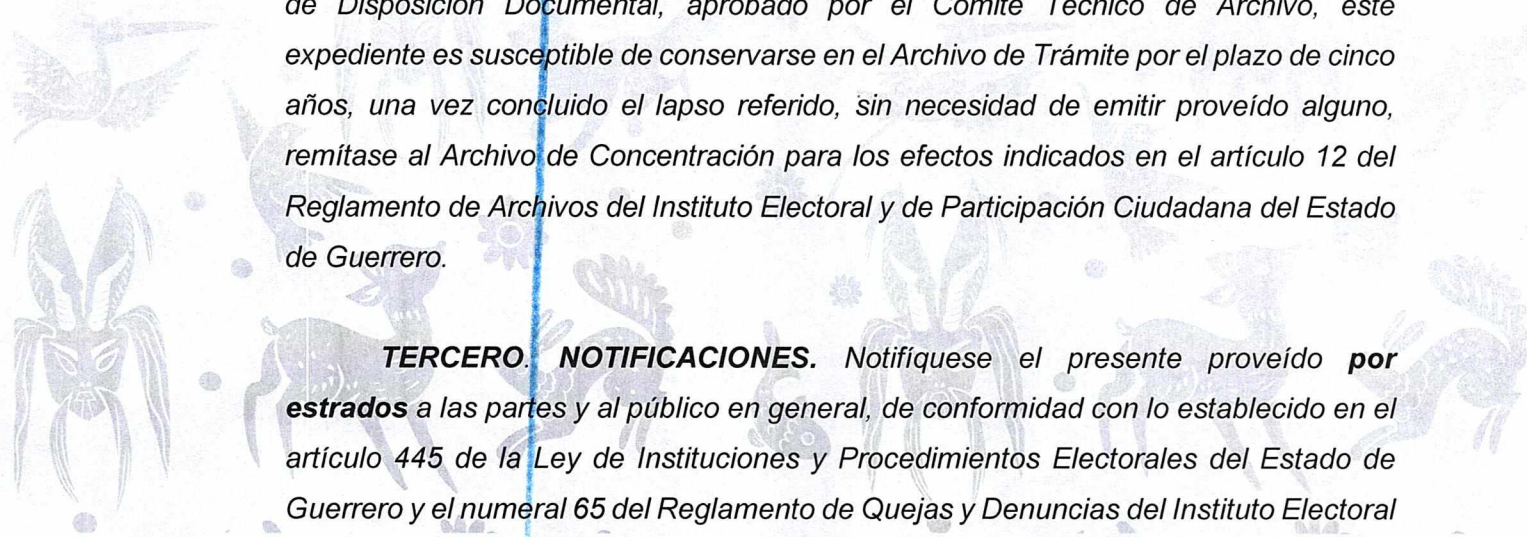 de Disposición Documental, aprobado por el Comité Técnico de Archivo, este
expediente es susceptible de conservarse en el Archivo de Trámite por el plazo de cinco
años, una vez concluido el lapso referido, sin necesidad de emitir proveído alguno,
remítase al Archivo de Concentración para los efectos indicados en el artículo 12 del
Reglamento de Archivos del Instituto Electoral y de Participación Ciudadana del Estado
de Guerrero.
TERCERO. NOTIFICACIONES. Notifíquese el presente proveído por
estrados a las partes y al público en general, de conformidad con lo establecido en el
artículo 445 de la Ley de Instituciones y Procedimientos Electorales del Estado de
Guerrero y el numeral 65 del Reglamento de Quejas y Denuncias del Instituto Electoral